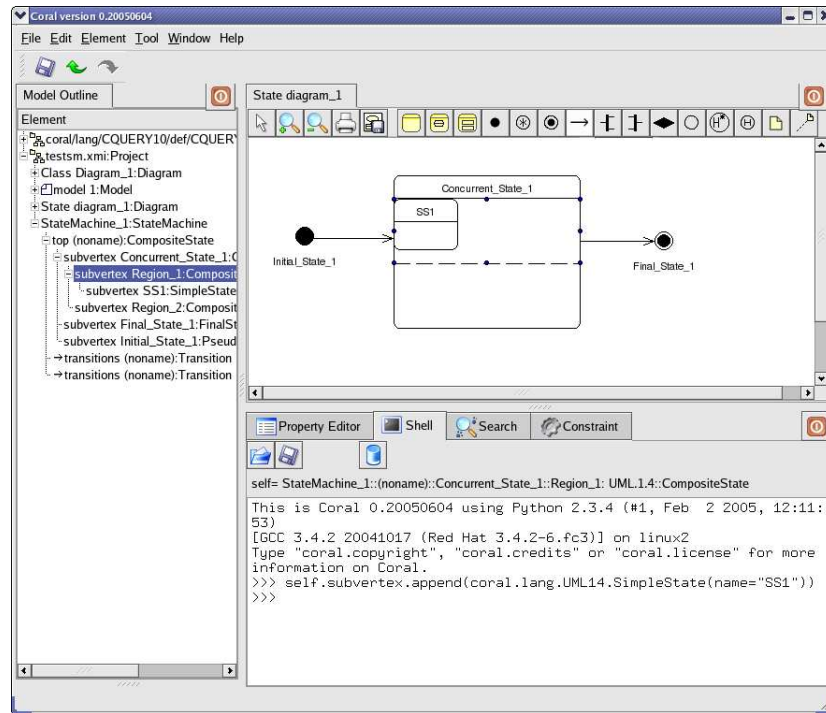 Coral version 0.20050604
File Edit Element Tool Window Help
Model Outline
Element
coral/lang/CQUERY10/def/CQUERY
testsm.xmi:Project
Class Diagram_1:Diagram
model 1:Model
State diagram_1:Diagram
StateMachine_1:StateMachine
top (noname):CompositeState
subvertex Concurrent_State_1:C
subvertex Region_1:Composit
subvertex SS1:SimpleState
subvertex Region_2:Composit
subvertex Final_State_1:FinalSt
subvertex Initial_State_1:Pseud
transitions (noname):Transition
transitions (noname):Transition
State diagram_1
Concurrent_State_1
SS1
Initial_State_1
Final_State_1
Property Editor Shell Search Constraint
self= StateMachine_1::(noname)::Concurrent_State_1::Region_1: UML.1.4::CompositeState
This is Coral 0.20050604 using Python 2.3.4 (#1, Feb  2 2005, 12:11:
53)
[GCC 3.4.2 20041017 (Red Hat 3.4.2-6.fc3)] on linux2
Type "coral.copyright", "coral.credits" or "coral.license" for more
information on Coral.
>>> self.subvertex.append(coral.lang.UML14.SimpleState(name="SS1"))
>>>